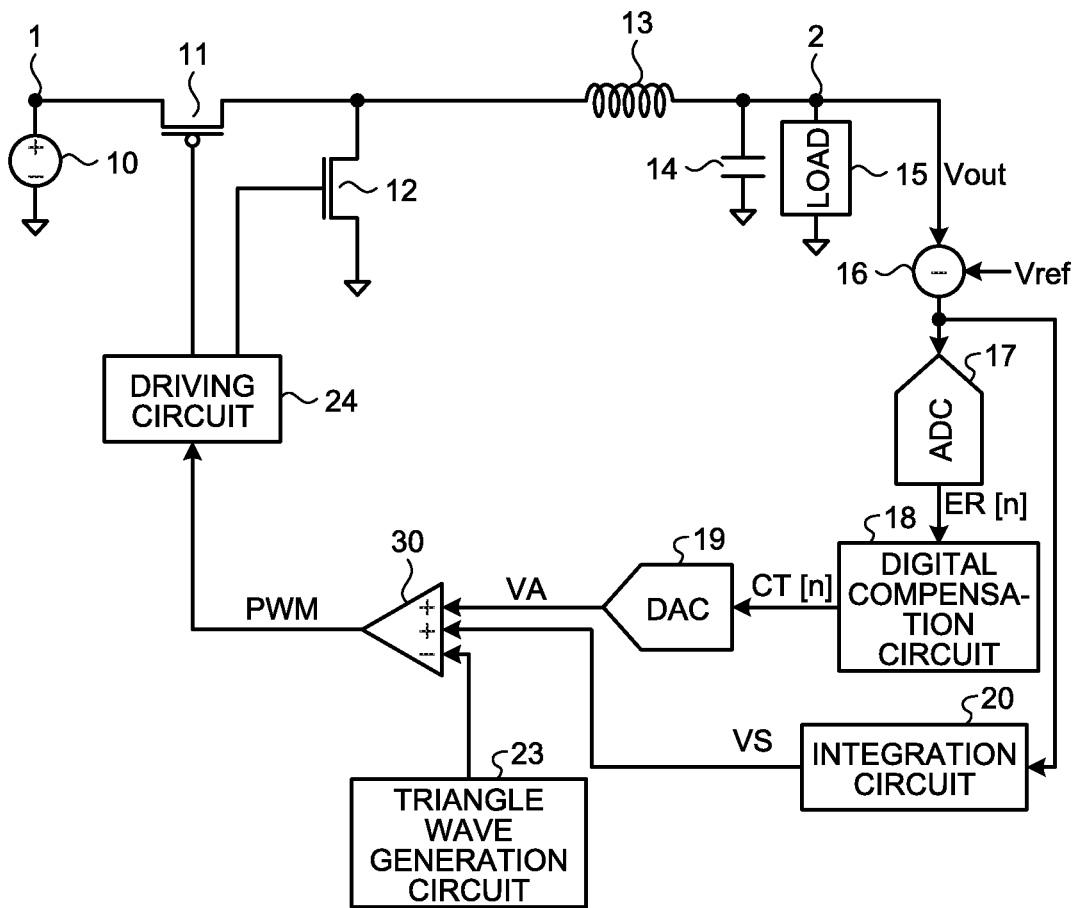 1
11
13
2
10
12
14
LOAD
15
Vout
16
Vref
17
ADC
DRIVING
CIRCUIT
24
ER [n]
18
DIGITAL
COMPENSA-
TION
CIRCUIT
30
19
DAC
CT [n]
VA
PWM
20
VS
INTEGRATION
CIRCUIT
23
TRIANGLE
WAVE
GENERATION
CIRCUIT